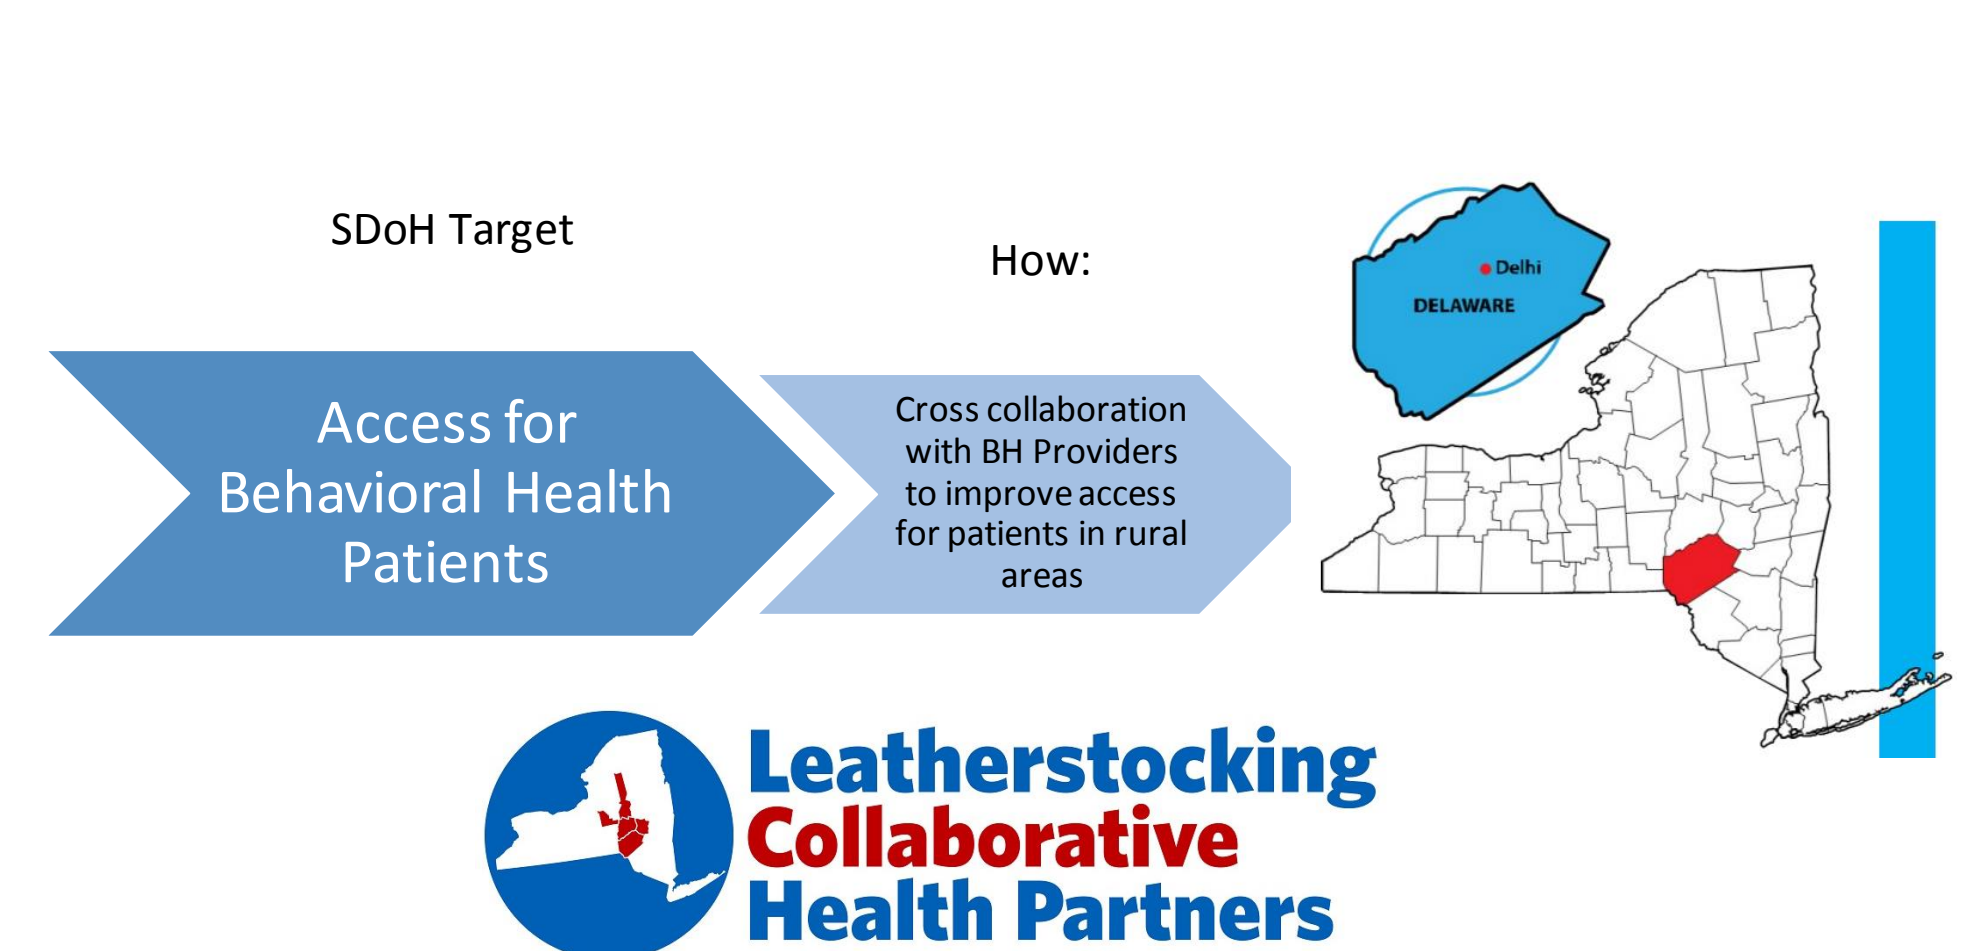 SDoH Target
How:
Access for
Behavioral Health
Patients
Cross collaboration
with BH Providers
to improve access
for patients in rural
areas
Delhi
DELAWARE
Leatherstocking
Collaborative
Health Partners